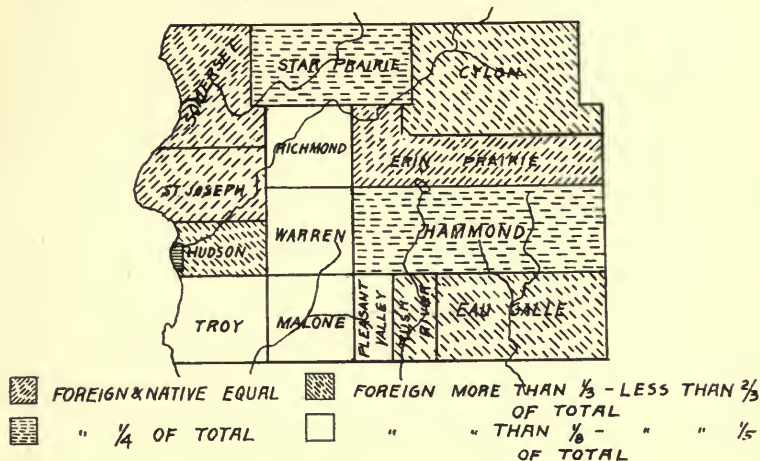 STAR PRAIRIE
CYLON
SOMERSET
RICHMOND
ERIN PRAIRIE
ST JOSEPH
WARREN
HAMMOND
HUDSON
TROY
MALONE
PLEASANT
VALLEY
RUSH
RIVER
EAU GALLE
FOREIGN & NATIVE EQUAL
" 1/4 OF TOTAL
FOREIGN MORE THAN 1/3 - LESS THAN 2/3
OF TOTAL
" " THAN 1/8 - " " 1/5
OF TOTAL